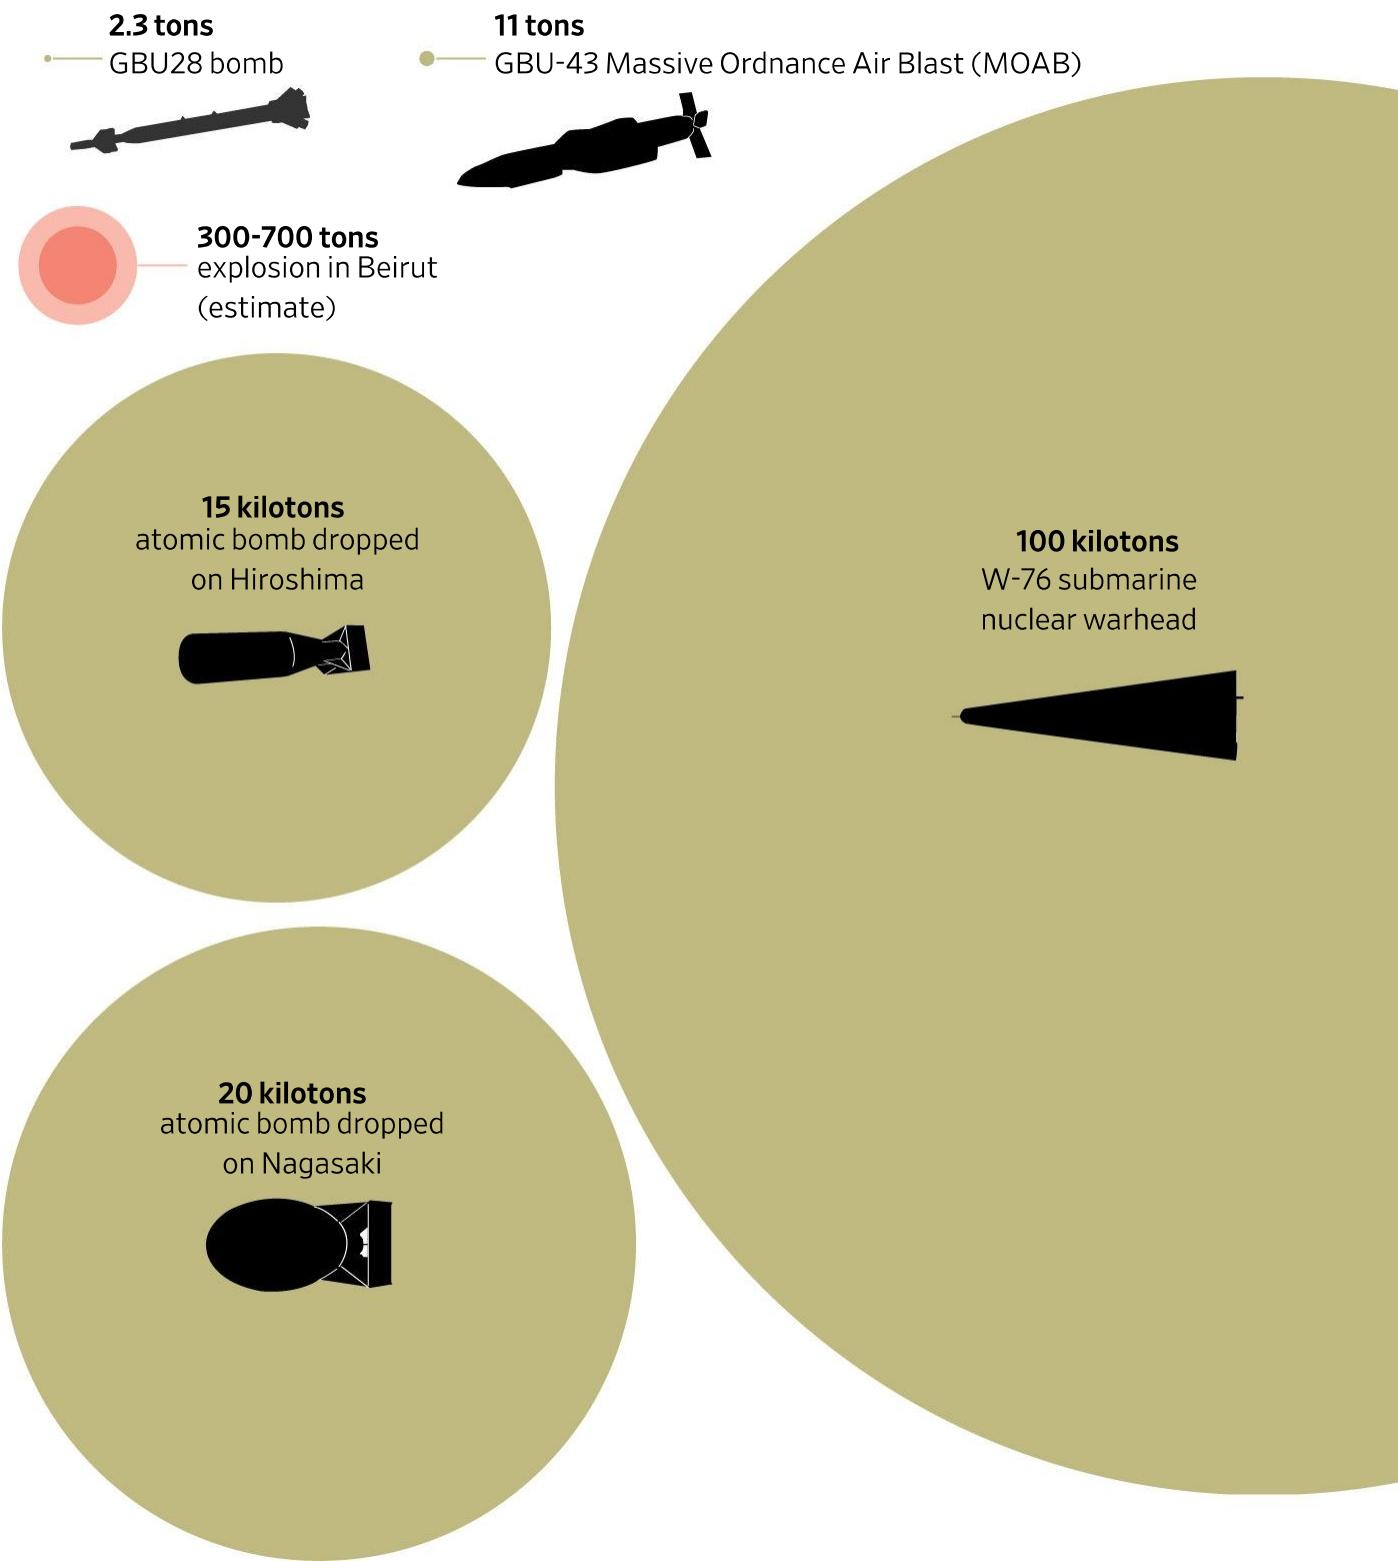 2.3 tons
GBU28 bomb
11 tons
GBU-43 Massive Ordnance Air Blast (MOAB)
300-700 tons
explosion in Beirut
(estimate)
15 kilotons
atomic bomb dropped
on Hiroshima
100 kilotons
W-76 submarine
nuclear warhead
20 kilotons
atomic bomb dropped
on Nagasaki